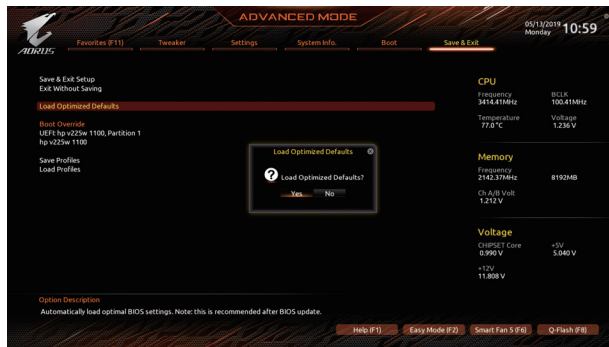 ADVANCED MODE
05/13/2019 Monday 10:59
AORUS
Favorites (F11) Tweaker Settings System Info. Boot Save & Exit
Save & Exit Setup
Exit Without Saving
Load Optimized Defaults
Boot Override
UEFI: hp v225w 1100, Partition 1
hp v225w 1100
Save Profiles
Load Profiles
Load Optimized Defaults
Load Optimized Defaults?
Yes No
CPU
Frequency BCLK
3414.41MHz 100.41MHz
Temperature Voltage
77.0 °C 1.236 V
Memory
Frequency
2142.37MHz 8192MB
Ch A/B Volt
1.212 V
Voltage
CHIPSET Core +5V
0.990 V 5.040 V
+12V
11.808 V
Option Description
Automatically load optimal BIOS settings. Note: this is recommended after BIOS update.
Help (F1) Easy Mode (F2) Smart Fan 5 (F6) Q-Flash (F8)